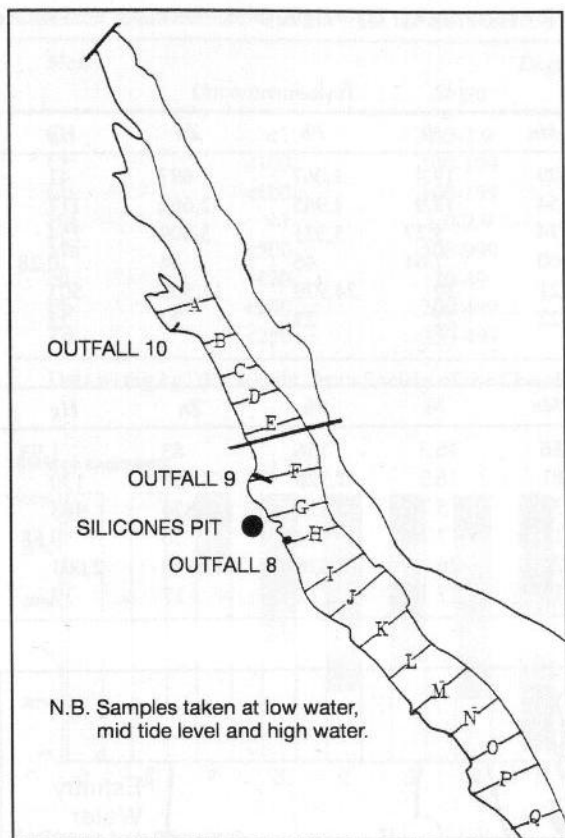 A
OUTFALL 10
B
C
D
E
OUTFALL 9
F
G
SILICONES PIT
H
OUTFALL 8
I
J
K
L
M
N.B. Samples taken at low water,
mid tide level and high water.
N
O
P
Q